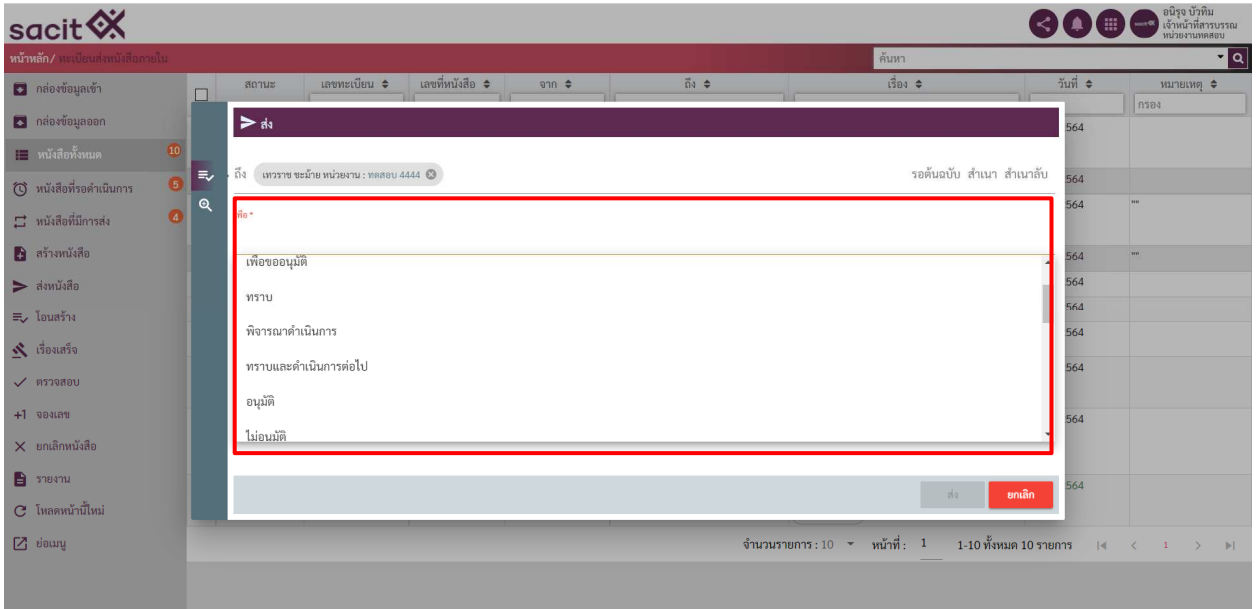 sacit
อนิรุจ บัวทิม
เจ้าหน้าที่สารบรรณ
หน่วยงานทดสอบ
หน้าหลัก/ ทะเบียนส่งหนังสือภายใน
ค้นหา
กล่องข้อมูลเข้า
กล่องข้อมูลออก
หนังสือทั้งหมด 10
หนังสือที่รอดำเนินการ 5
หนังสือที่มีการส่ง 4
สร้างหนังสือ
ส่งหนังสือ
โอนสร้าง
เรื่องเสร็จ
ตรวจสอบ
+1 จองเลข
ยกเลิกหนังสือ
รายงาน
โหลดหน้านี้ใหม่
ย่อเมนู
สถานะ เลขทะเบียน เลขที่หนังสือ จาก ถึง เรื่อง วันที่ หมายเหตุ
กรอง
564
564
564 ""
564 ""
564
564
564
564
564
564
ส่ง
ถึง เทวราช ชะม้าย หน่วยงาน : ทดสอบ 4444 รอต้นฉบับ สำเนา สำเนาลับ
เพื่อ *
เพื่อขออนุมัติ
ทราบ
พิจารณาดำเนินการ
ทราบและดำเนินการต่อไป
อนุมัติ
ไม่อนุมัติ
ส่ง ยกเลิก
จำนวนรายการ : 10 หน้าที่ : 1 1-10 ทั้งหมด 10 รายการ 1